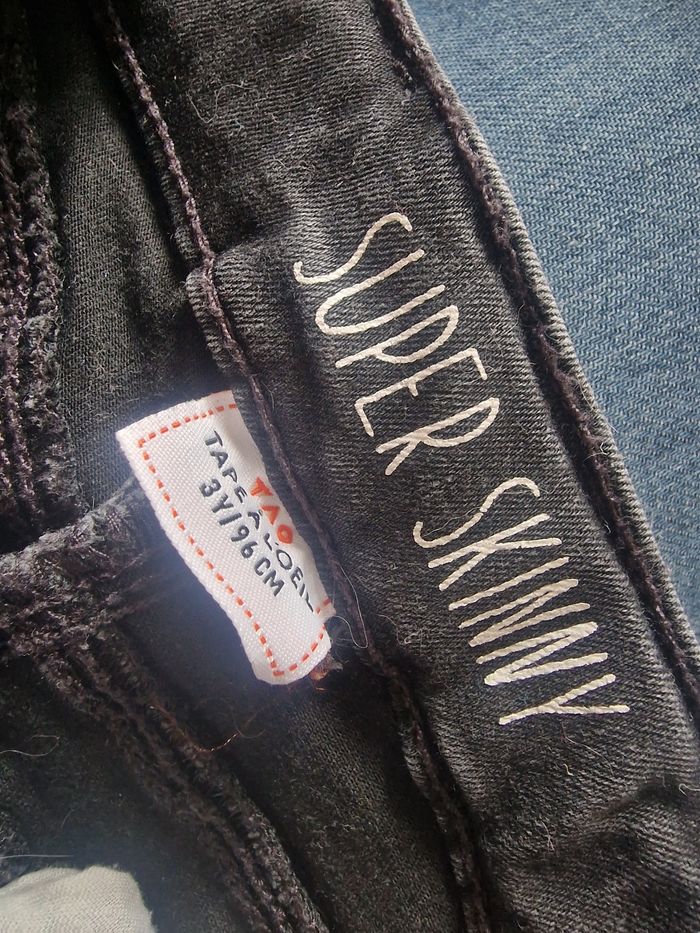 SUPER SKINNY
TAO
TAPE À L'OEIL
3Y/96 CM